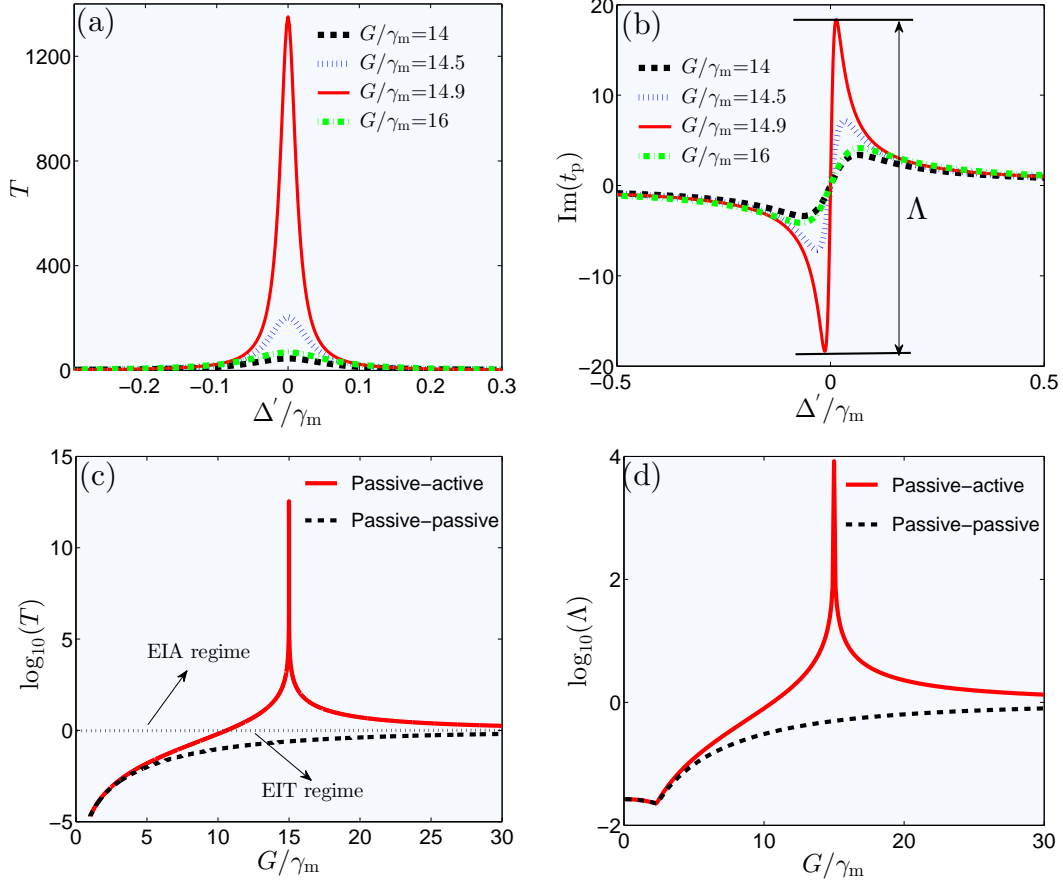 (a)
G/γm=14
G/γm=14.5
G/γm=14.9
G/γm=16
1200
800
400
0
T
−0.2
−0.1
0
0.1
0.2
0.3
Δ′/γm
(b)
G/γm=14
G/γm=14.5
G/γm=14.9
G/γm=16
Λ
20
10
0
−10
−20
Im(tp)
−0.5
0
0.5
Δ′/γm
(c)
Passive−active
Passive−passive
EIA regime
EIT regime
15
10
5
0
−5
log10(T)
0
5
10
15
20
25
30
G/γm
(d)
Passive−active
Passive−passive
4
2
0
−2
log10(Λ)
0
10
20
30
G/γm